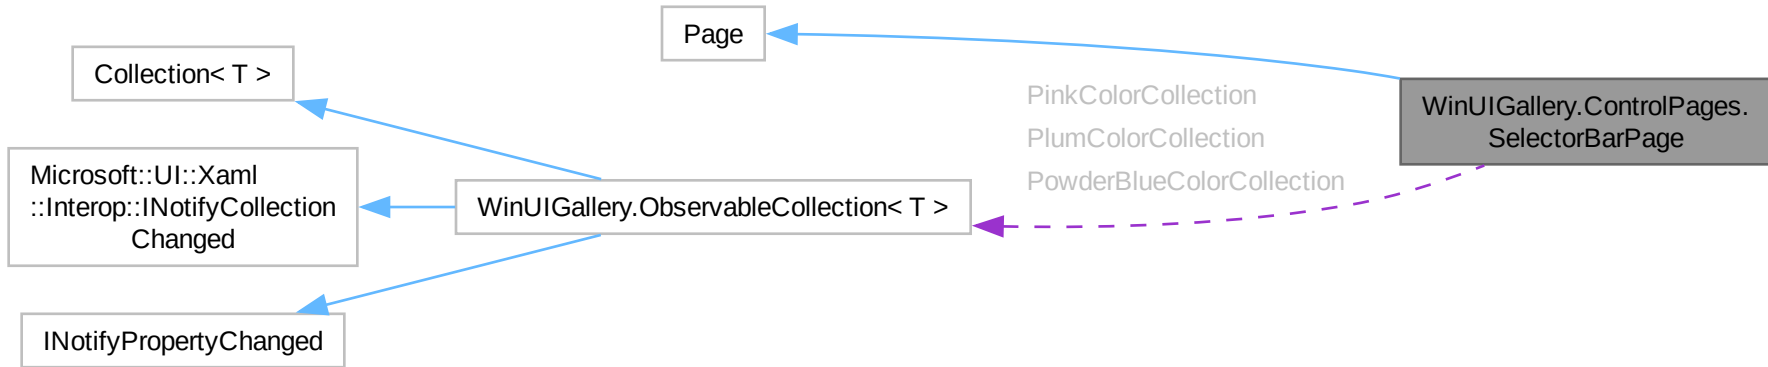 Page
Collection< T >
PinkColorCollection
PlumColorCollection
PowderBlueColorCollection
WinUIGallery.ControlPages.
SelectorBarPage
Microsoft::UI::Xaml
::Interop::INotifyCollection
Changed
WinUIGallery.ObservableCollection< T >
INotifyPropertyChanged